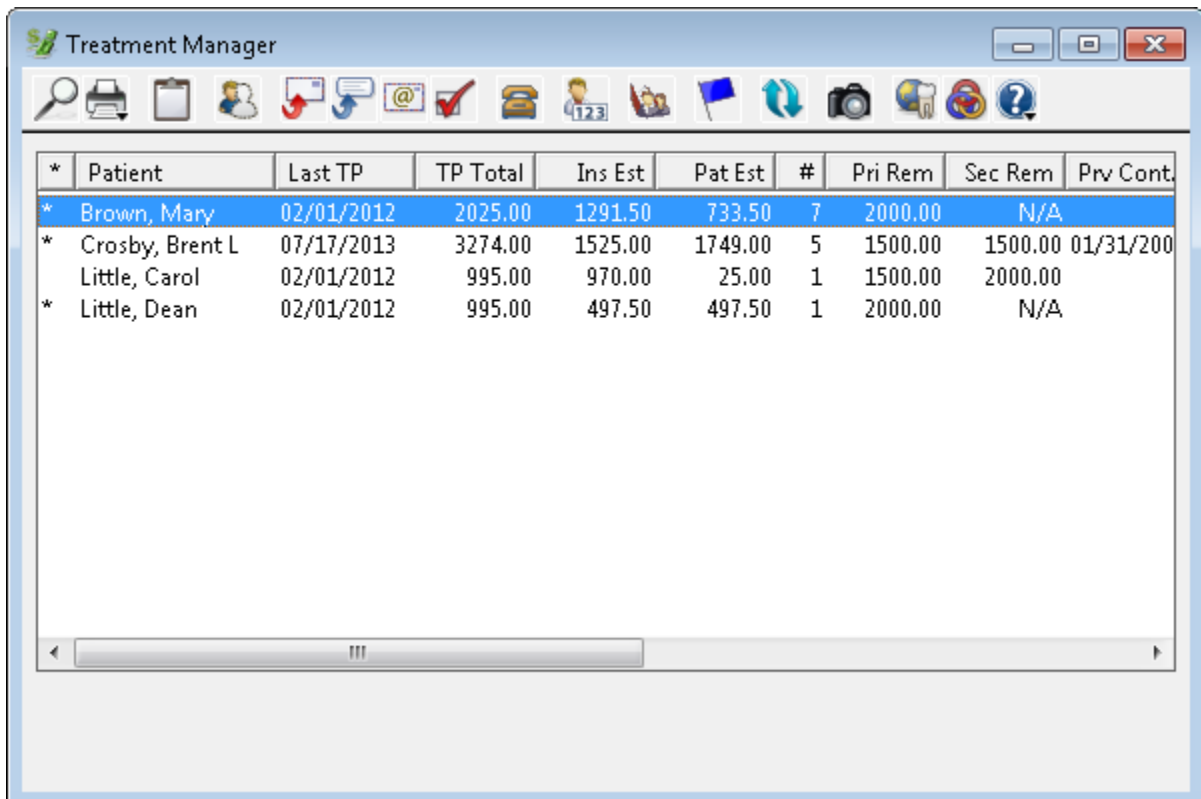 Treatment Manager
@
123
?
* Patient Last TP TP Total Ins Est Pat Est # Pri Rem Sec Rem Prv Cont.
* Brown, Mary 02/01/2012 2025.00 1291.50 733.50 7 2000.00 N/A
* Crosby, Brent L 07/17/2013 3274.00 1525.00 1749.00 5 1500.00 1500.00 01/31/200
Little, Carol 02/01/2012 995.00 970.00 25.00 1 1500.00 2000.00
* Little, Dean 02/01/2012 995.00 497.50 497.50 1 2000.00 N/A